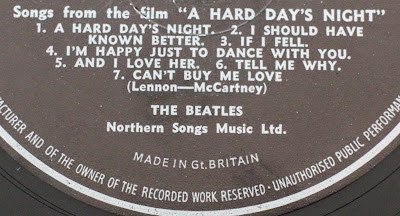 Songs from the film "A HARD DAY'S NIGHT"
1. A HARD DAY'S NIGHT. 2. I SHOULD HAVE
KNOWN BETTER. 3. IF I FELL.
4. I'M HAPPY JUST TO DANCE WITH YOU.
5. AND I LOVE HER. 6. TELL ME WHY.
7. CAN'T BUY ME LOVE
(Lennon—McCartney)
THE BEATLES
Northern Songs Music Ltd.
MADE IN Gt. BRITAIN
AND OF THE OWNER OF THE RECORDED WORK RESERVED · UNAUTHORISED PUBLIC